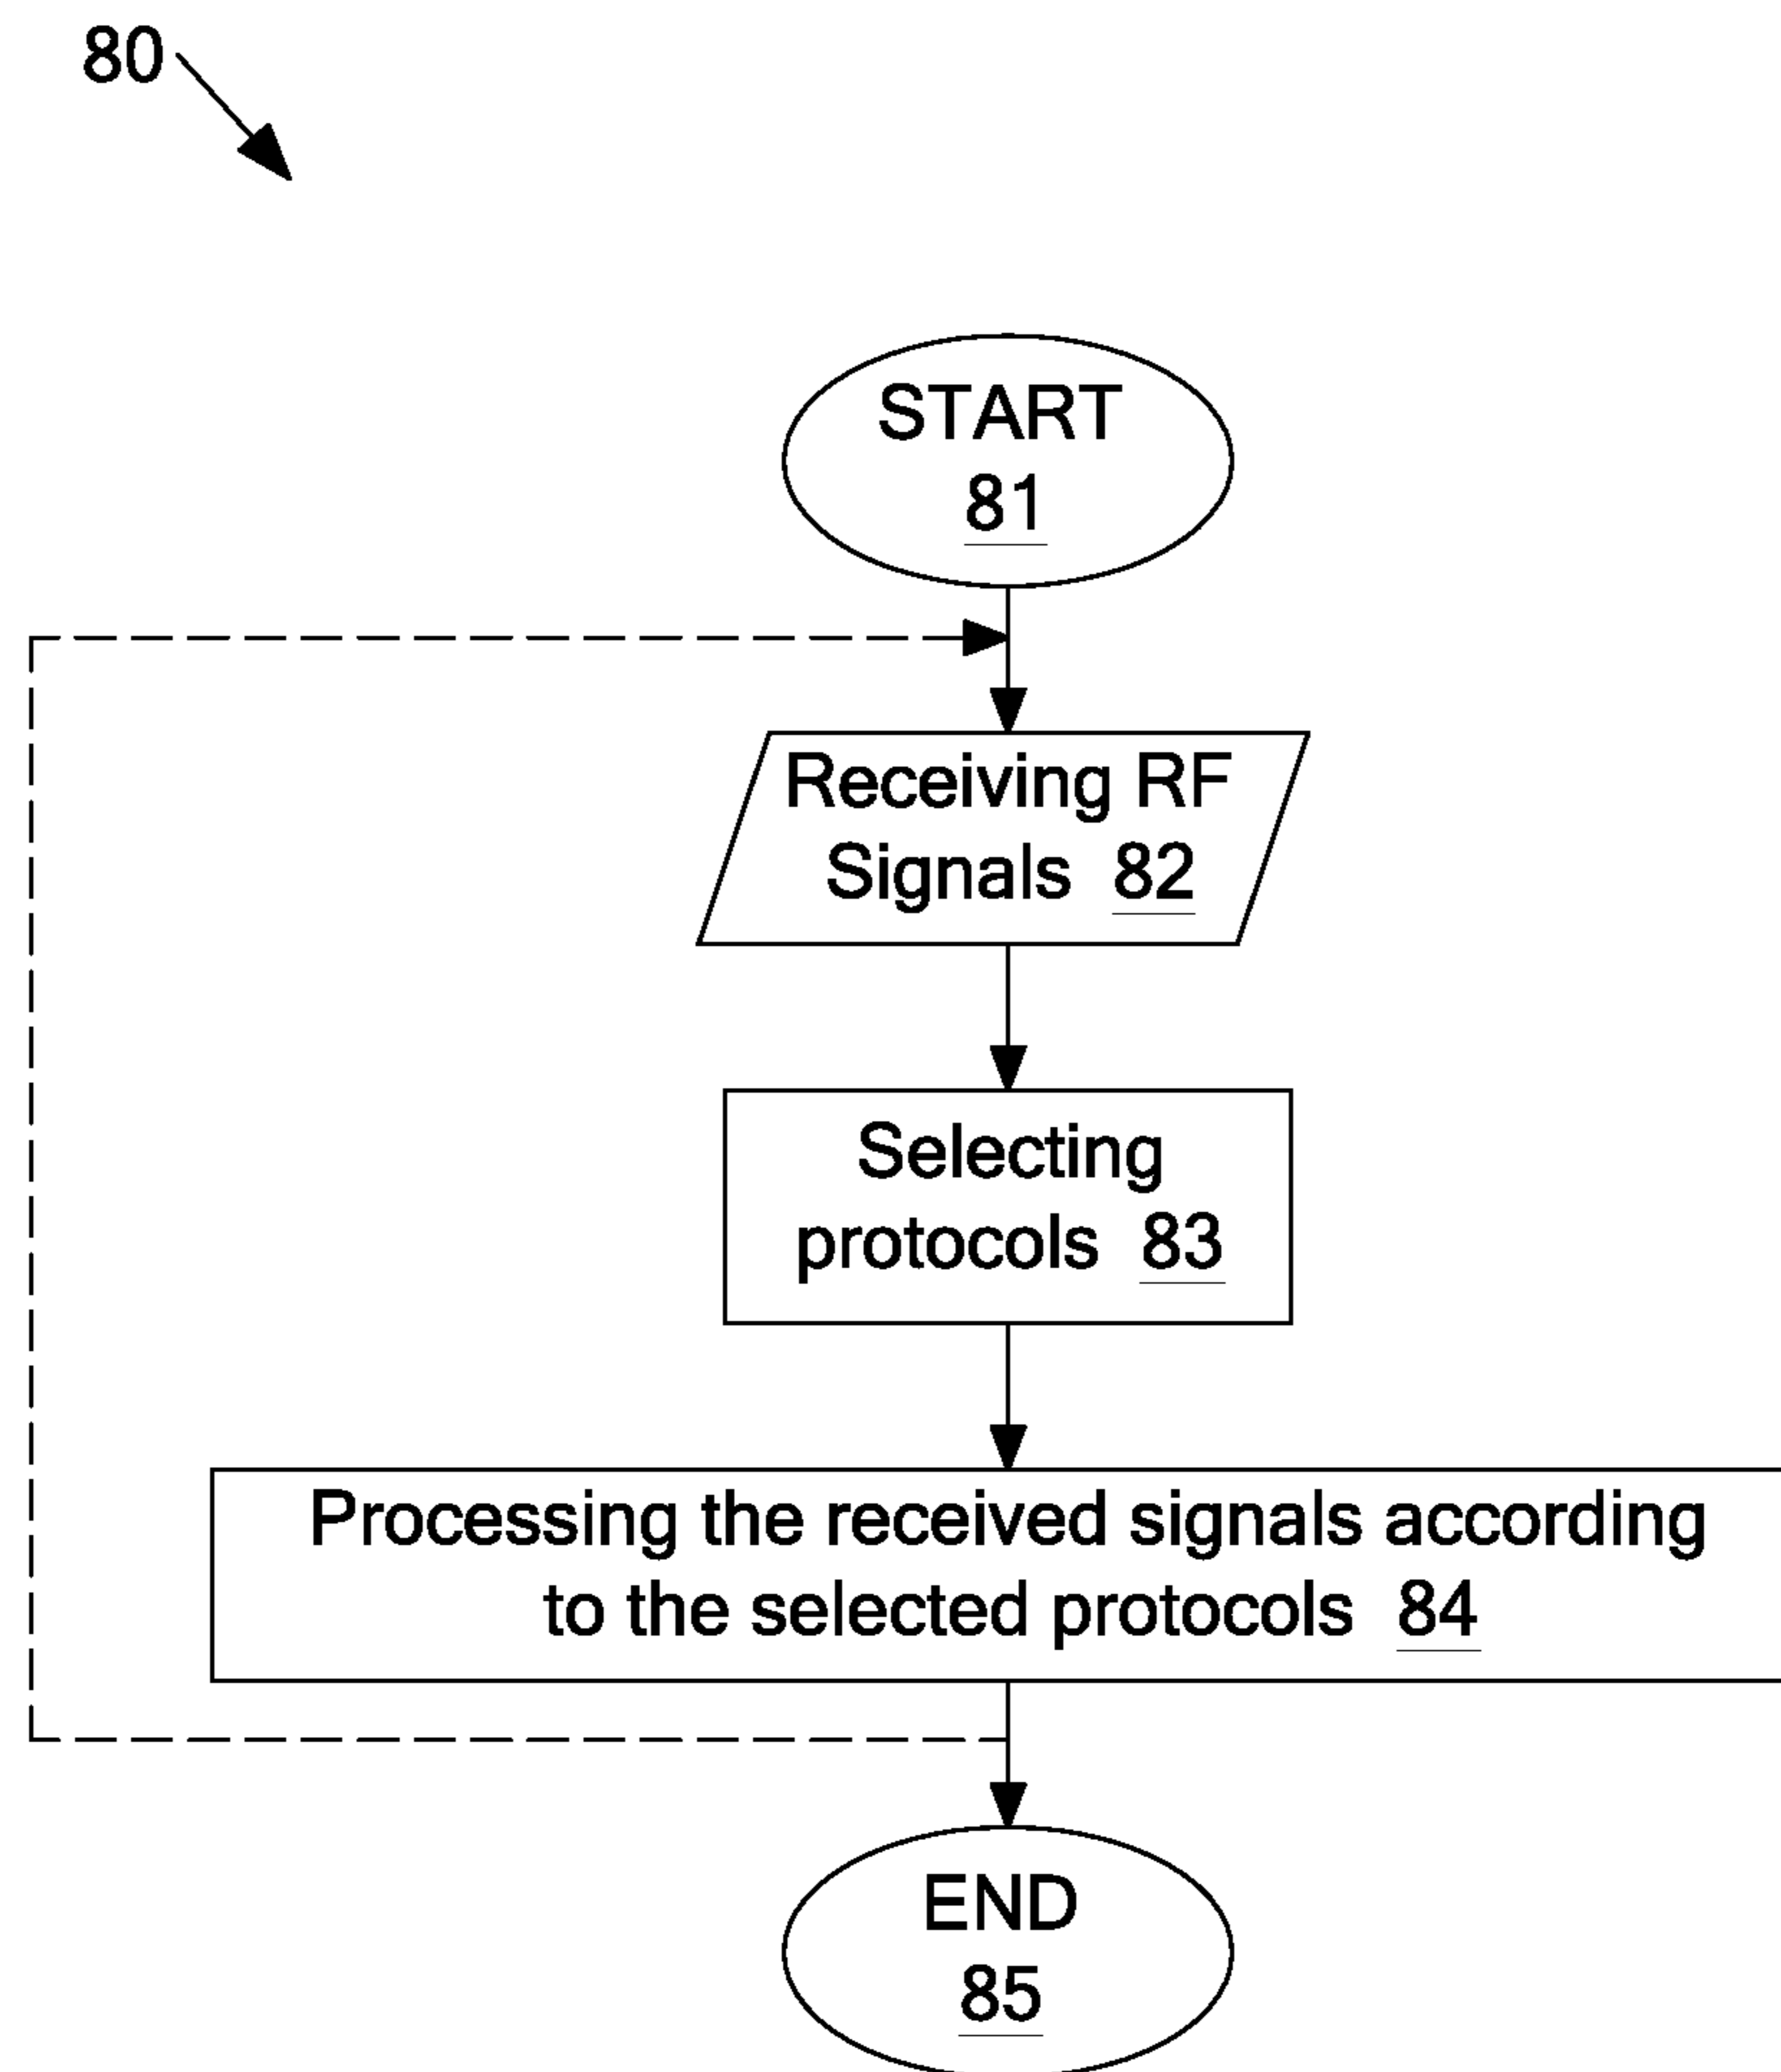 80
START
81
Receiving RF
Signals 82
Selecting
protocols 83
Processing the received signals according
to the selected protocols 84
END
85